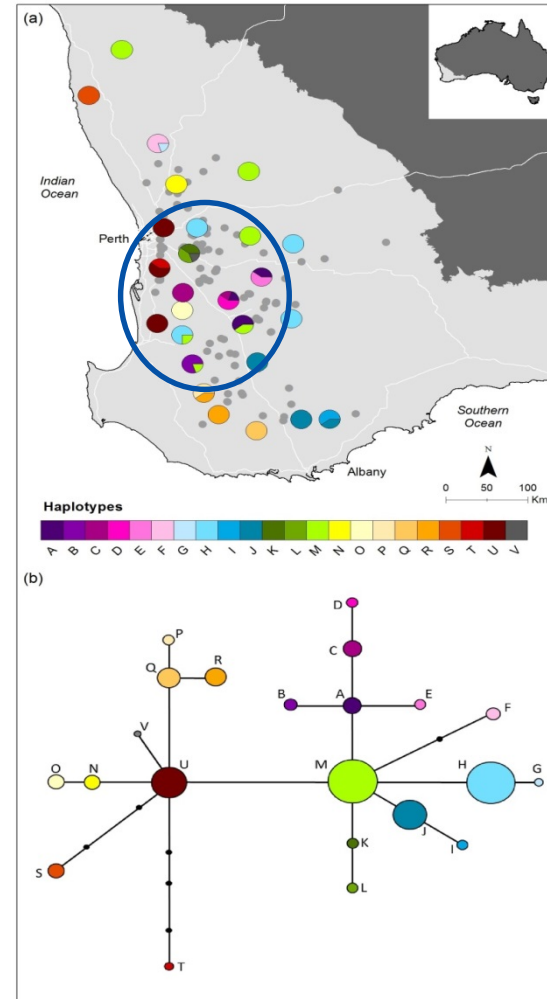 (a)
Indian
Ocean
Perth
Southern
Ocean
N
Albany
0 50 100
Km
Haplotypes
A B C D E F G H I J K L M N O P Q R S T U V
(b)
D
P
C
Q R
B A E
F
V
O N U M H G
J
K I
S
L
T